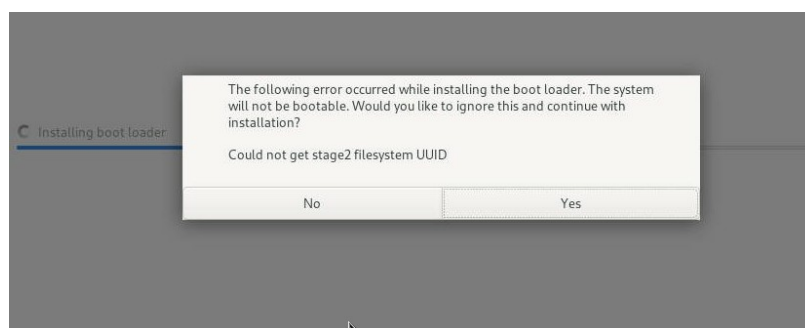 The following error occurred while installing the boot loader. The system
will not be bootable. Would you like to ignore this and continue with
installation?
Installing boot loader
Could not get stage2 filesystem UUID
No
Yes